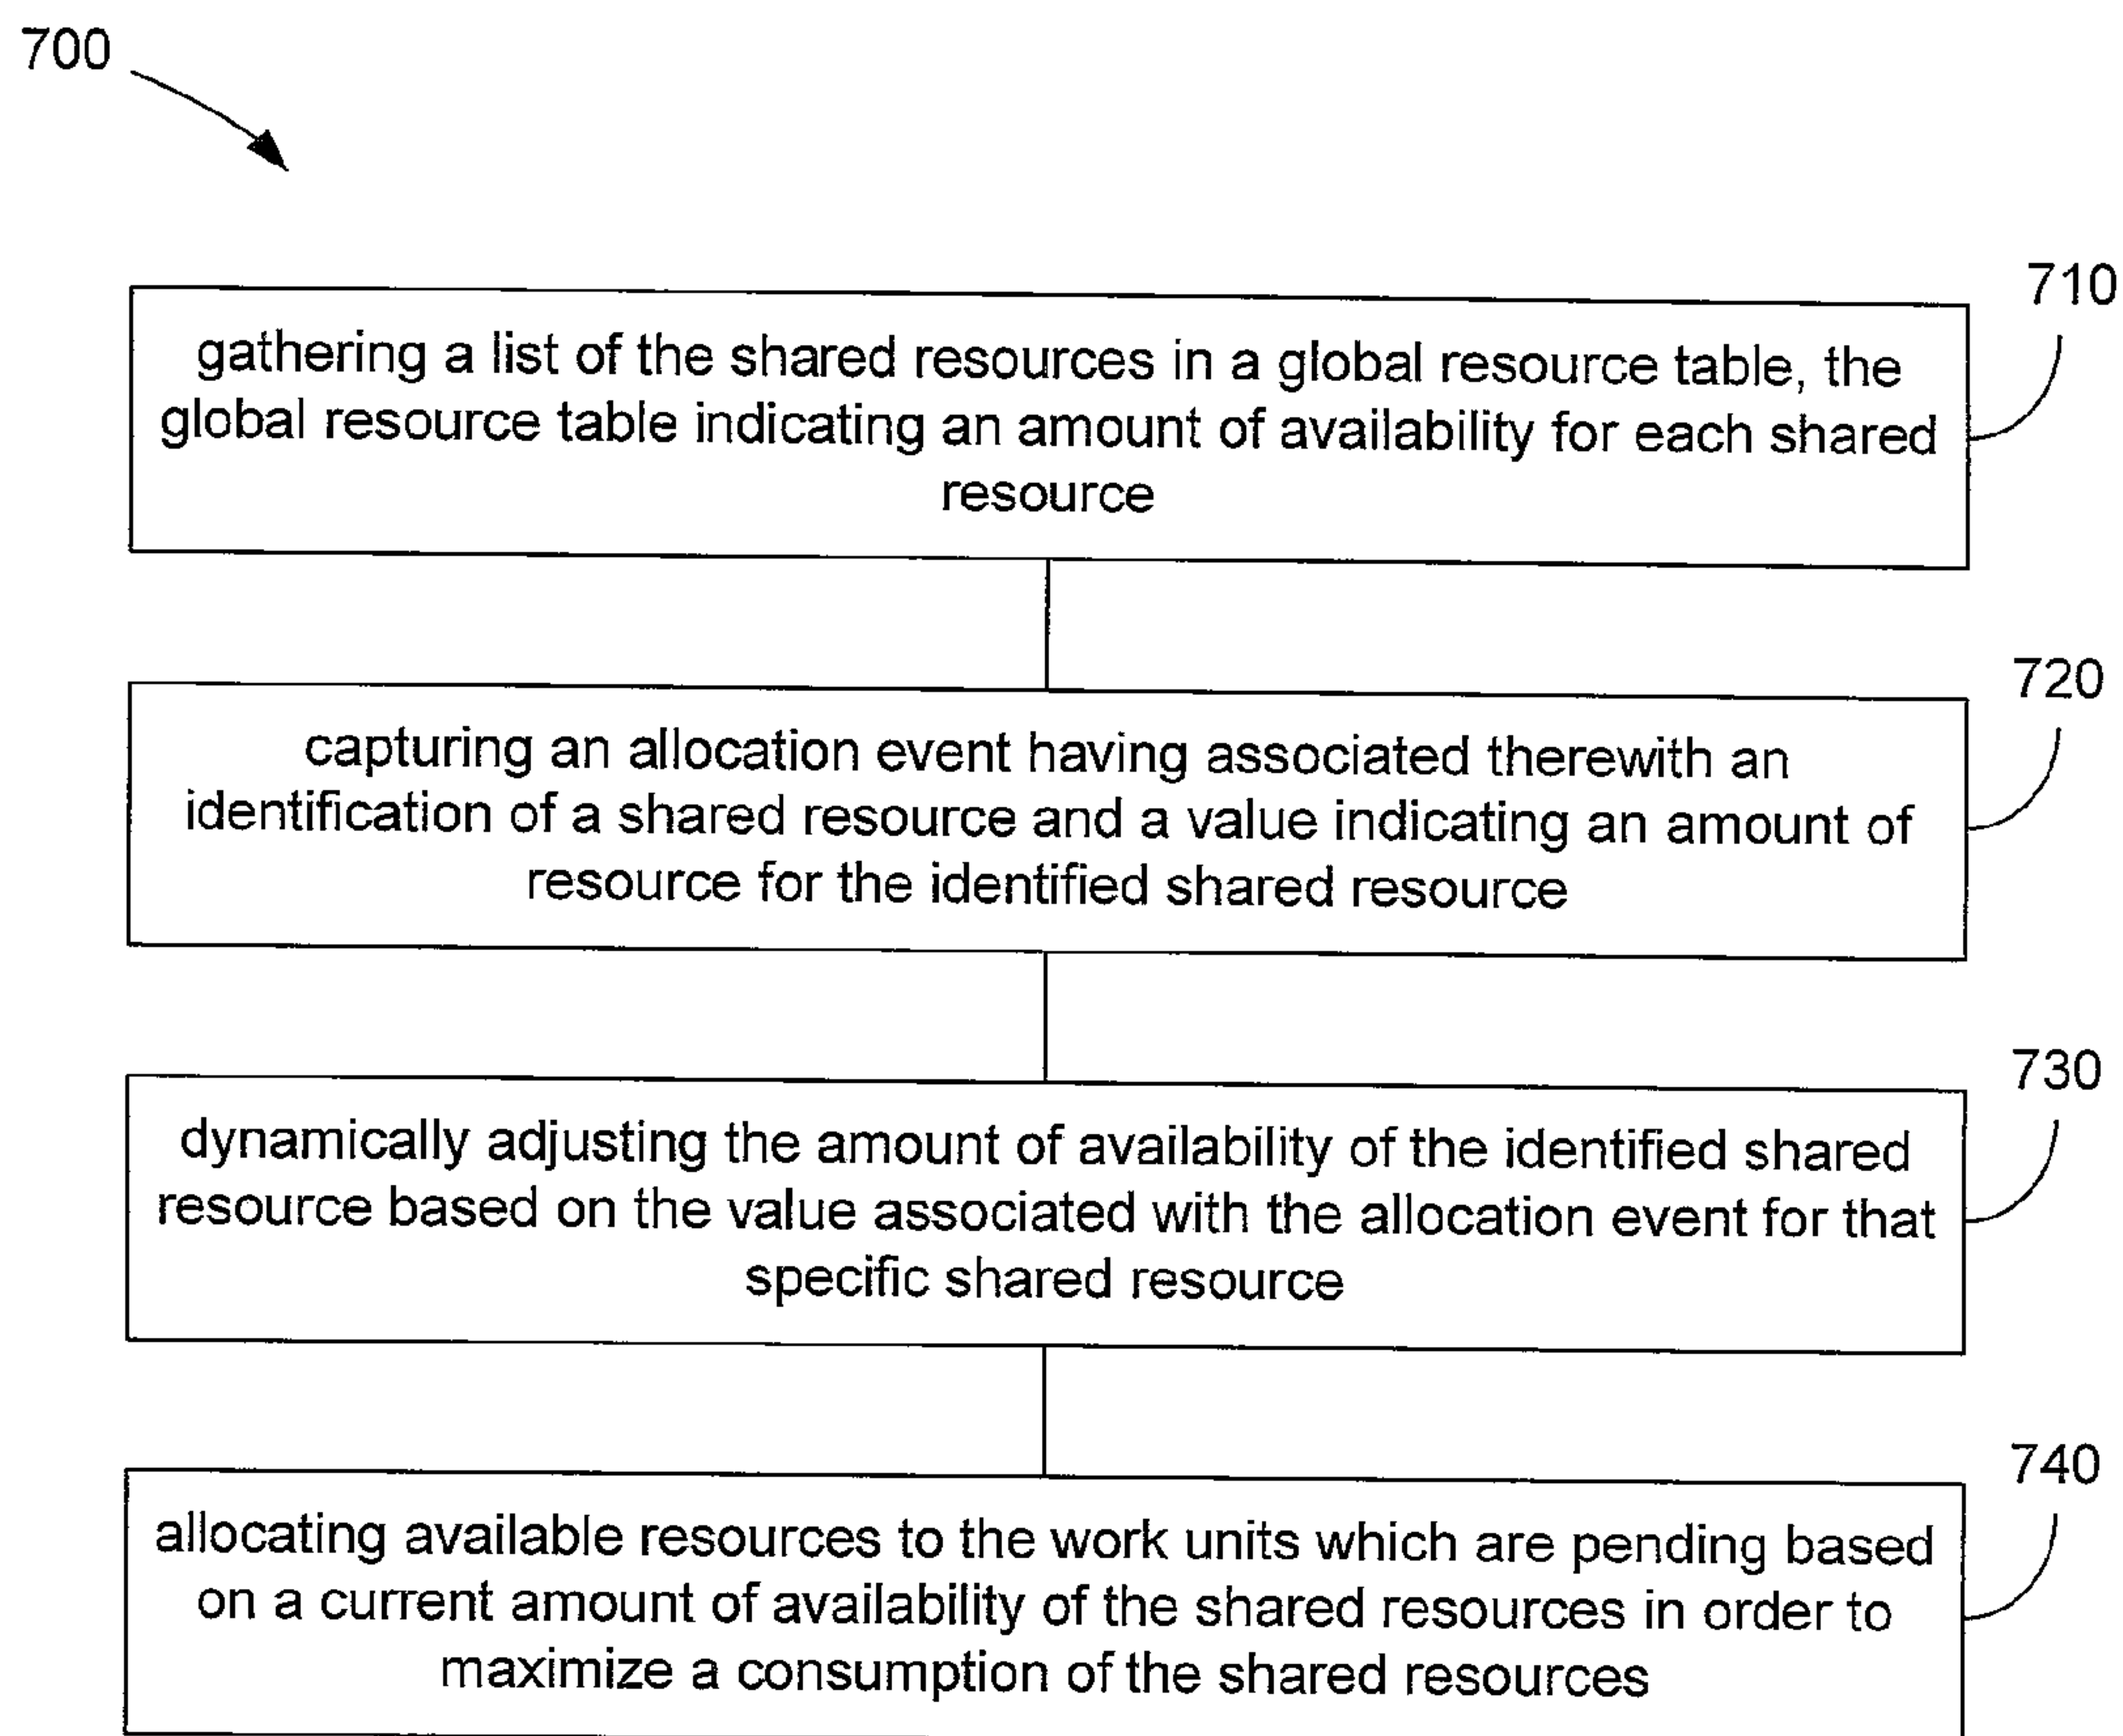 700
710
gathering a list of the shared resources in a global resource table, the
global resource table indicating an amount of availability for each shared
resource
720
capturing an allocation event having associated therewith an
identification of a shared resource and a value indicating an amount of
resource for the identified shared resource
730
dynamically adjusting the amount of availability of the identified shared
resource based on the value associated with the allocation event for that
specific shared resource
740
allocating available resources to the work units which are pending based
on a current amount of availability of the shared resources in order to
maximize a consumption of the shared resources